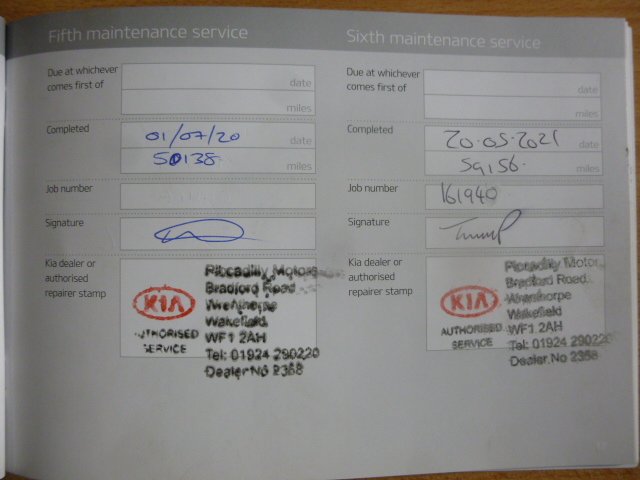 Fifth maintenance service
Due at whichever
comes first of
date
miles
Completed
01/07/20 date
50138 miles
Job number
Signature
Kia dealer or
authorised
repairer stamp
KIA
AUTHORISED
SERVICE
Piccadilly Motors
Bradford Road
Wrenthorpe
Wakefield
WF1 2AH
Tel: 01924 290220
Dealer No 2368
Sixth maintenance service
Due at whichever
comes first of
date
miles
Completed
20.05.2021 date
59156. miles
Job number
161940
Signature
Kia dealer or
authorised
repairer stamp
KIA
AUTHORISED
SERVICE
Piccadilly Motor
Bradford Road
Wrenthorpe
Wakefield
WF1 2AH
Tel: 01924 290220
Dealer No 2368